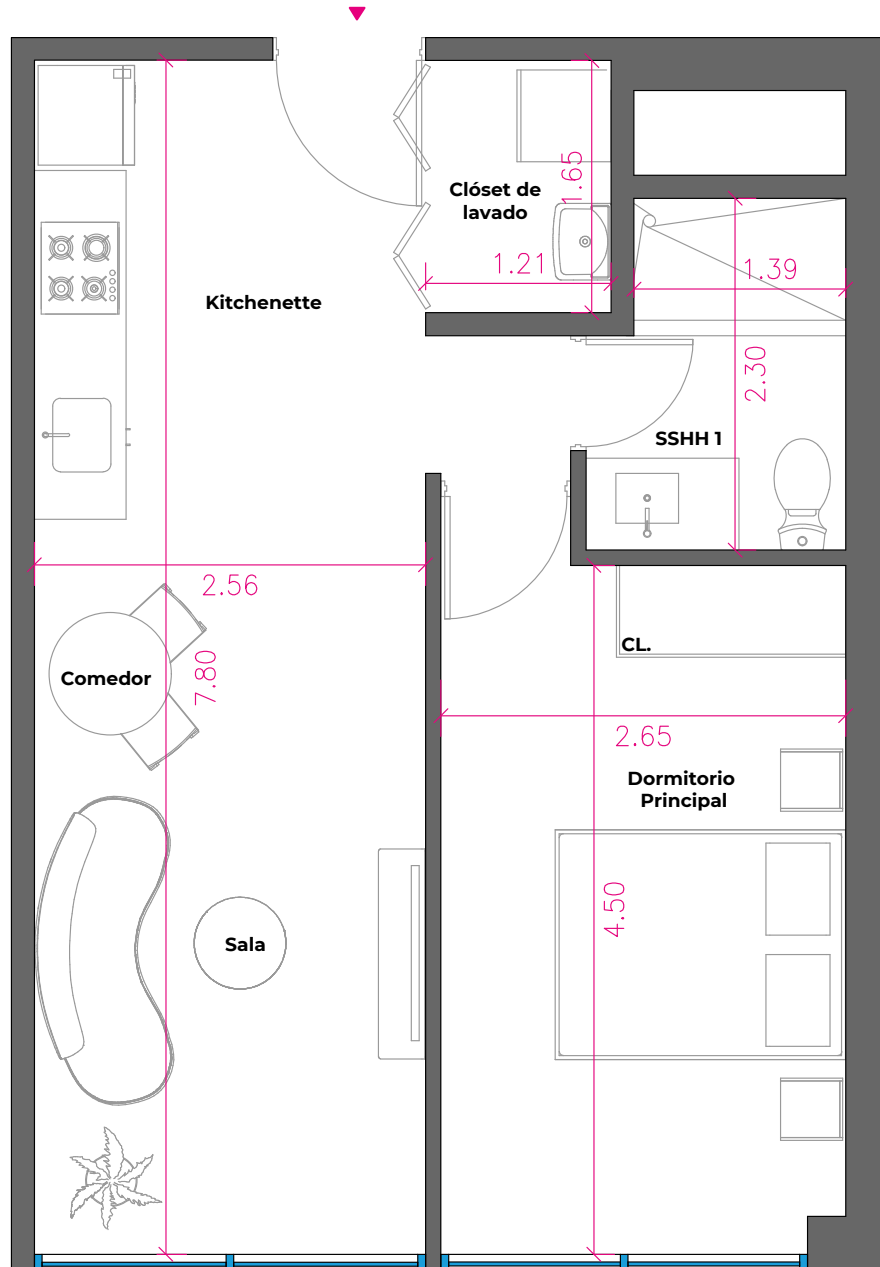 Clóset de
lavado
1.65
1.21
1.39
Kitchenette
2.30
SSHH 1
2.56
CL.
Comedor
7.80
2.65
Dormitorio
Principal
4.50
Sala